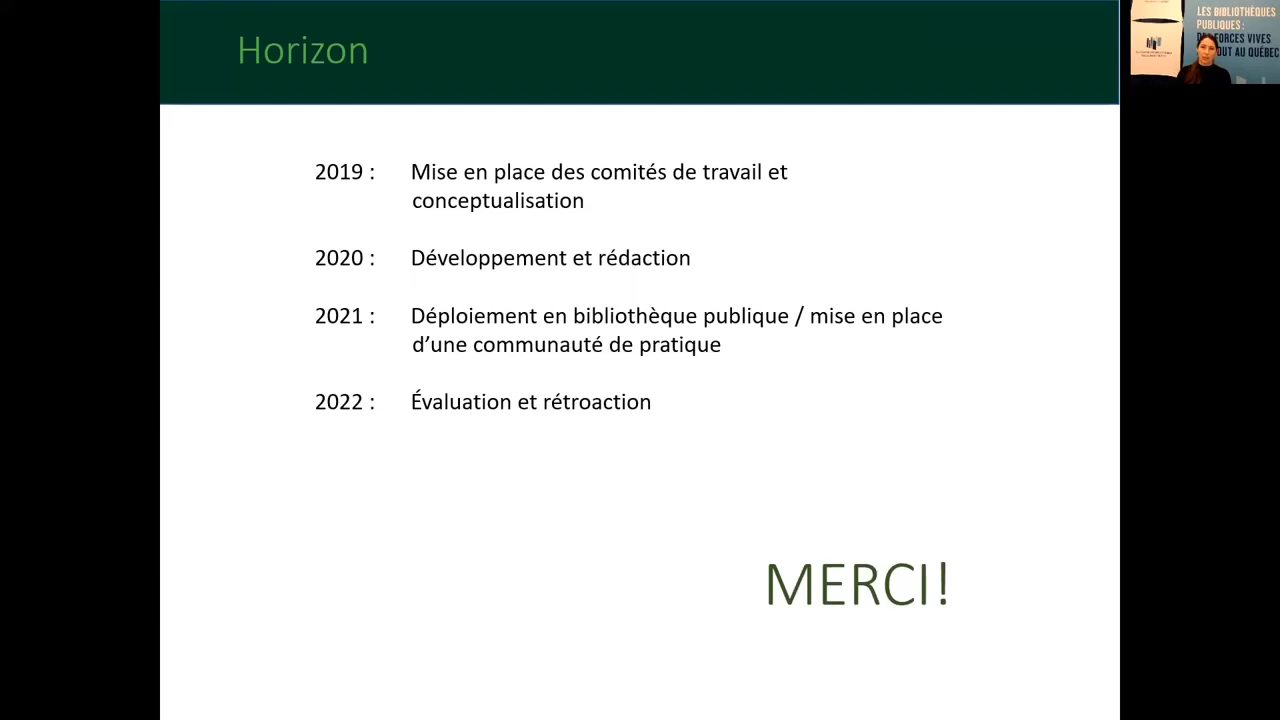 Horizon
2019 : Mise en place des comités de travail et
conceptualisation
2020 : Développement et rédaction
2021 : Déploiement en bibliothèque publique / mise en place
d’une communauté de pratique
2022 : Évaluation et rétroaction
MERCI!
LES BIBLIOTHÈQUES
PUBLIQUES :
FORCES VIVES
AU QUÉBEC